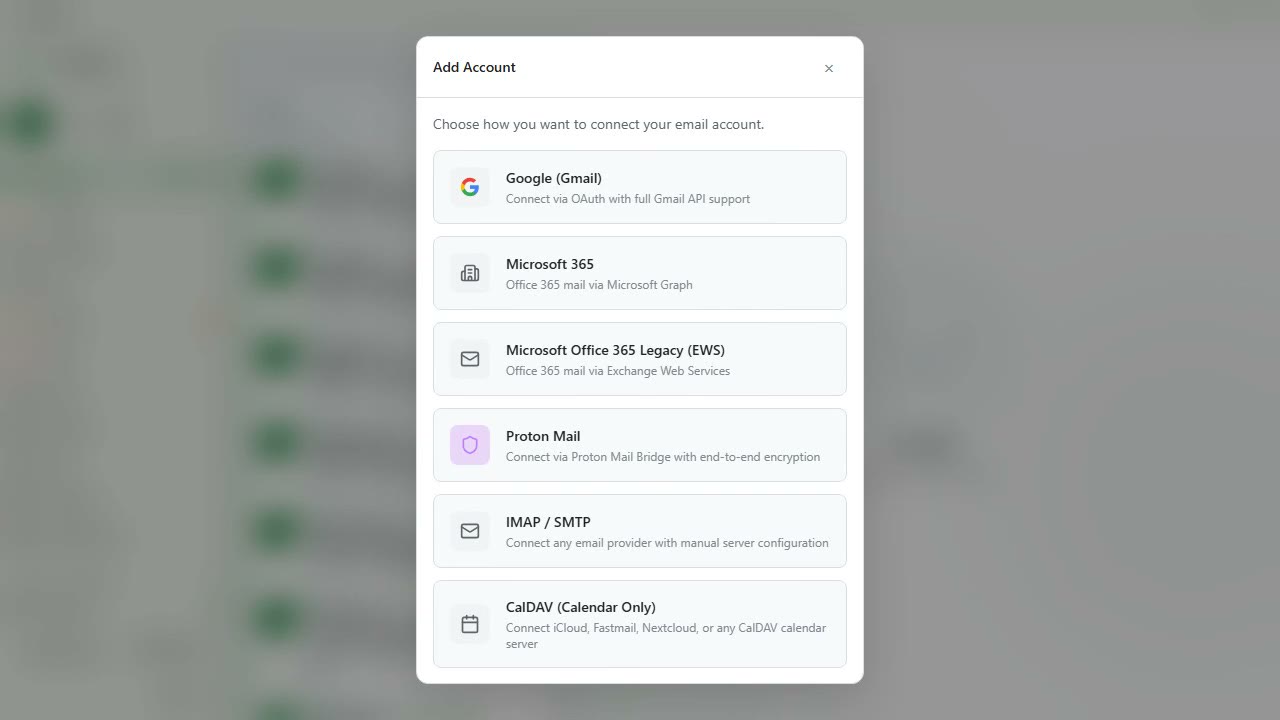 Add Account
Choose how you want to connect your email account.
Google (Gmail)
Connect via OAuth with full Gmail API support
Microsoft 365
Office 365 mail via Microsoft Graph
Microsoft Office 365 Legacy (EWS)
Office 365 mail via Exchange Web Services
Proton Mail
Connect via Proton Mail Bridge with end-to-end encryption
IMAP / SMTP
Connect any email provider with manual server configuration
CalDAV (Calendar Only)
Connect iCloud, Fastmail, Nextcloud, or any CalDAV calendar
server